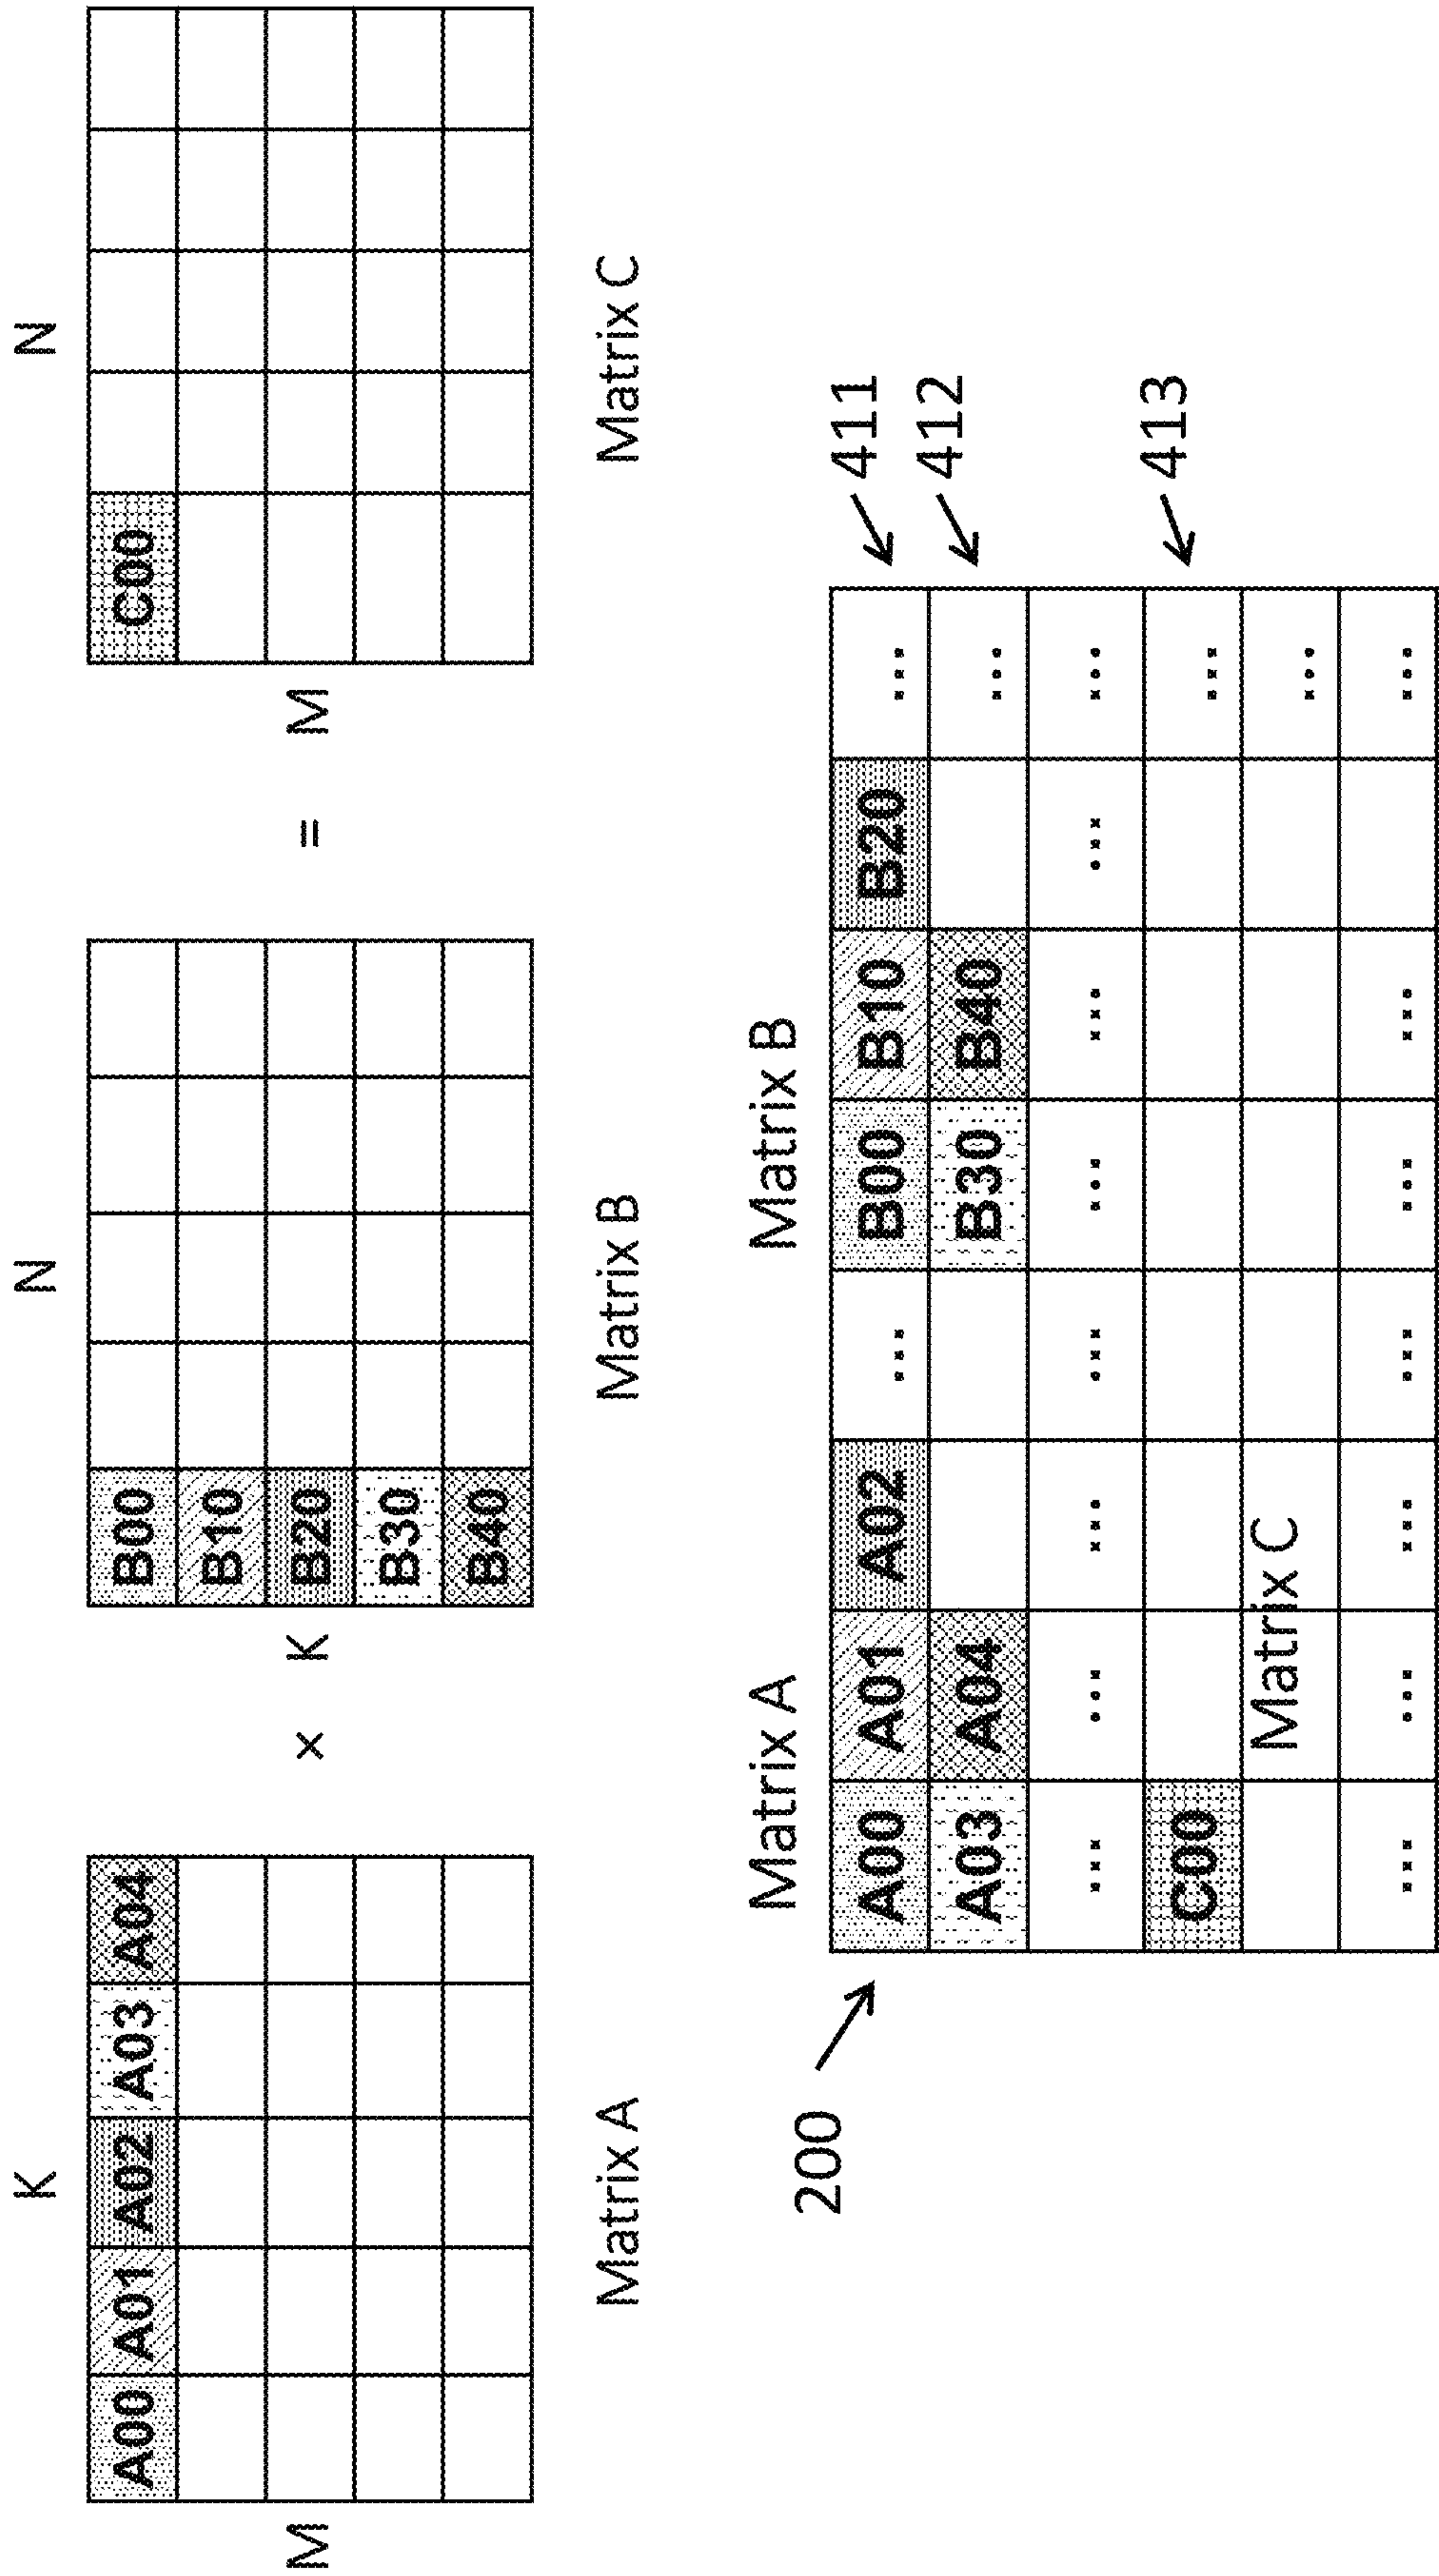 K N N
A00 A01 A02 A03 A04 B00 C00
B10
M × K B20 = M
B30
B40
Matrix A Matrix B Matrix C
Matrix A Matrix B
200 A00 A01 A02 ... B00 B10 B20 ... 411
A03 A04 B30 B40 ... 412
... ... ... ... ... ... ... ...
C00 ... 413
Matrix C ...
... ... ... ... ... ... ...